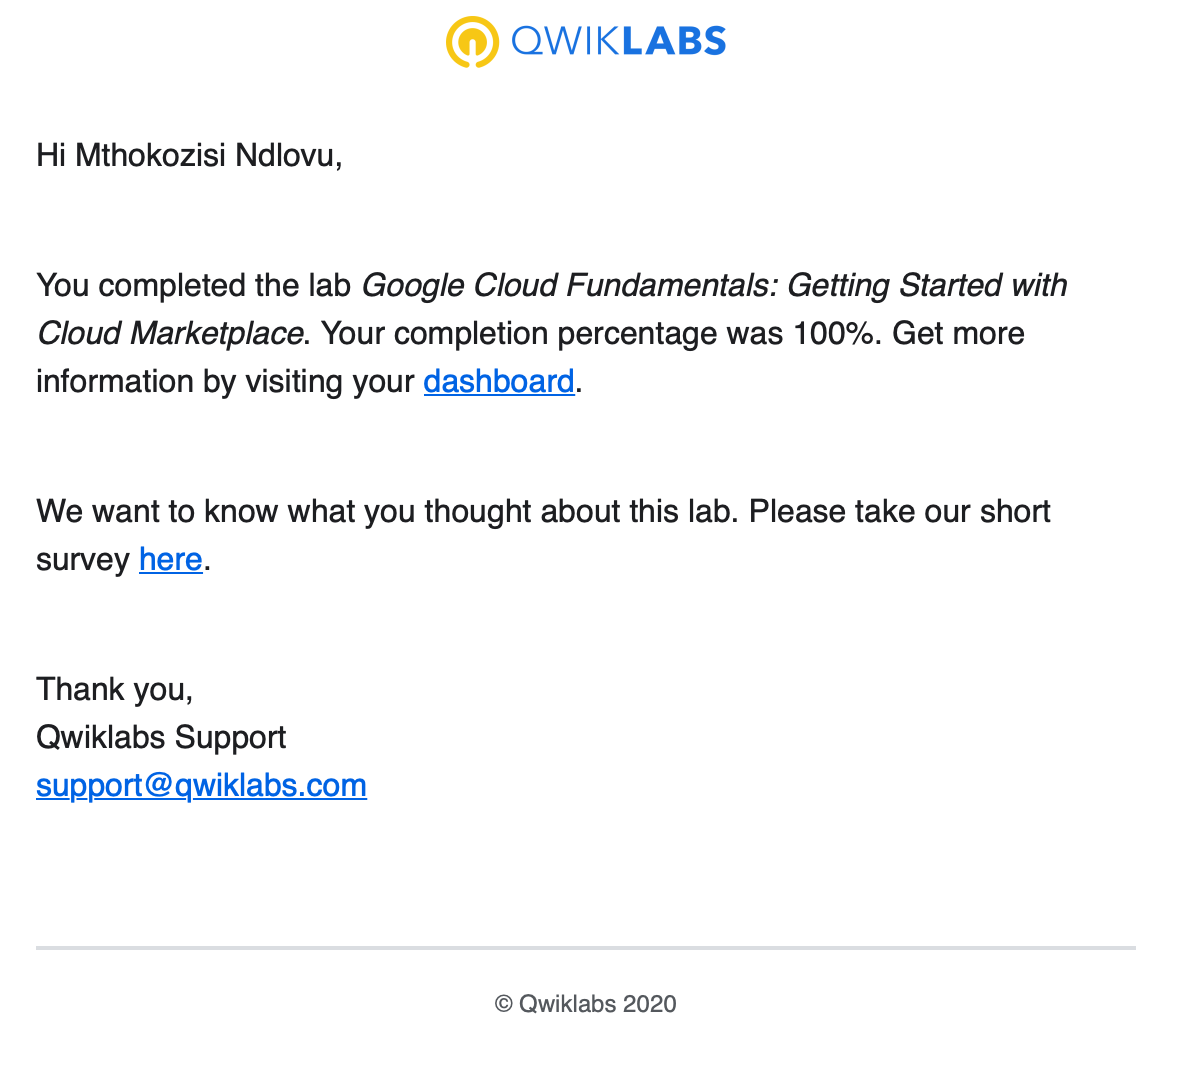 QWIKLABS
Hi Mthokozisi Ndlovu,
You completed the lab Google Cloud Fundamentals: Getting Started with
Cloud Marketplace. Your completion percentage was 100%. Get more
information by visiting your dashboard.
We want to know what you thought about this lab. Please take our short
survey here.
Thank you,
Qwiklabs Support
support@qwiklabs.com
© Qwiklabs 2020